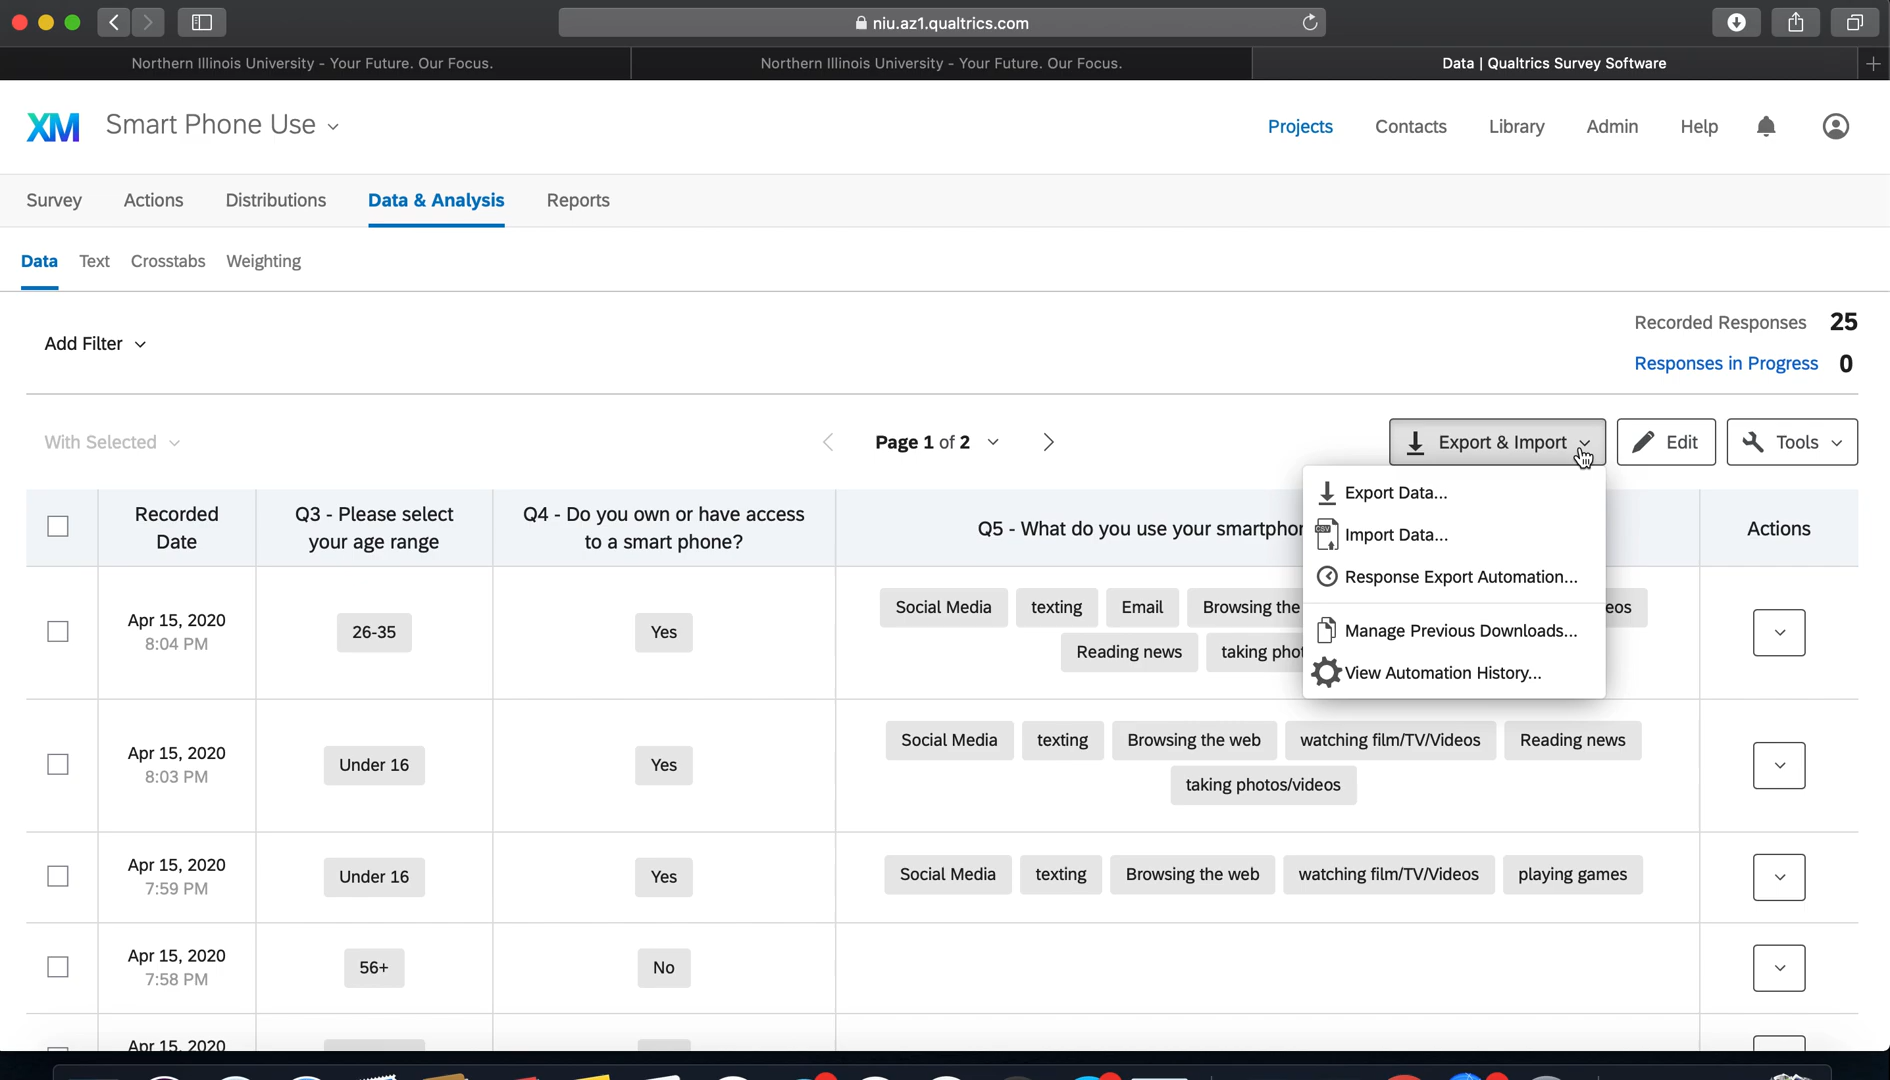 niu.az1.qualtrics.com
Northern Illinois University - Your Future. Our Focus.
Northern Illinois University - Your Future. Our Focus.
Data | Qualtrics Survey Software
XM
Smart Phone Use
Projects
Contacts
Library
Admin
Help
Survey
Actions
Distributions
Data & Analysis
Reports
Data
Text
Crosstabs
Weighting
Recorded Responses 25
Add Filter
Responses in Progress 0
With Selected
Page 1 of 2
Export & Import
Edit
Tools
Export Data...
Import Data...
Response Export Automation...
Manage Previous Downloads...
View Automation History...
Recorded
Date
Q3 - Please select
your age range
Q4 - Do you own or have access
to a smart phone?
Q5 - What do you use your smartphor
Actions
Apr 15, 2020
8:04 PM
26-35
Yes
Social Media
texting
Email
Browsing the
eos
Reading news
taking phot
Apr 15, 2020
8:03 PM
Under 16
Yes
Social Media
texting
Browsing the web
watching film/TV/Videos
Reading news
taking photos/videos
Apr 15, 2020
7:59 PM
Under 16
Yes
Social Media
texting
Browsing the web
watching film/TV/Videos
playing games
Apr 15, 2020
7:58 PM
56+
No
Apr 15, 2020